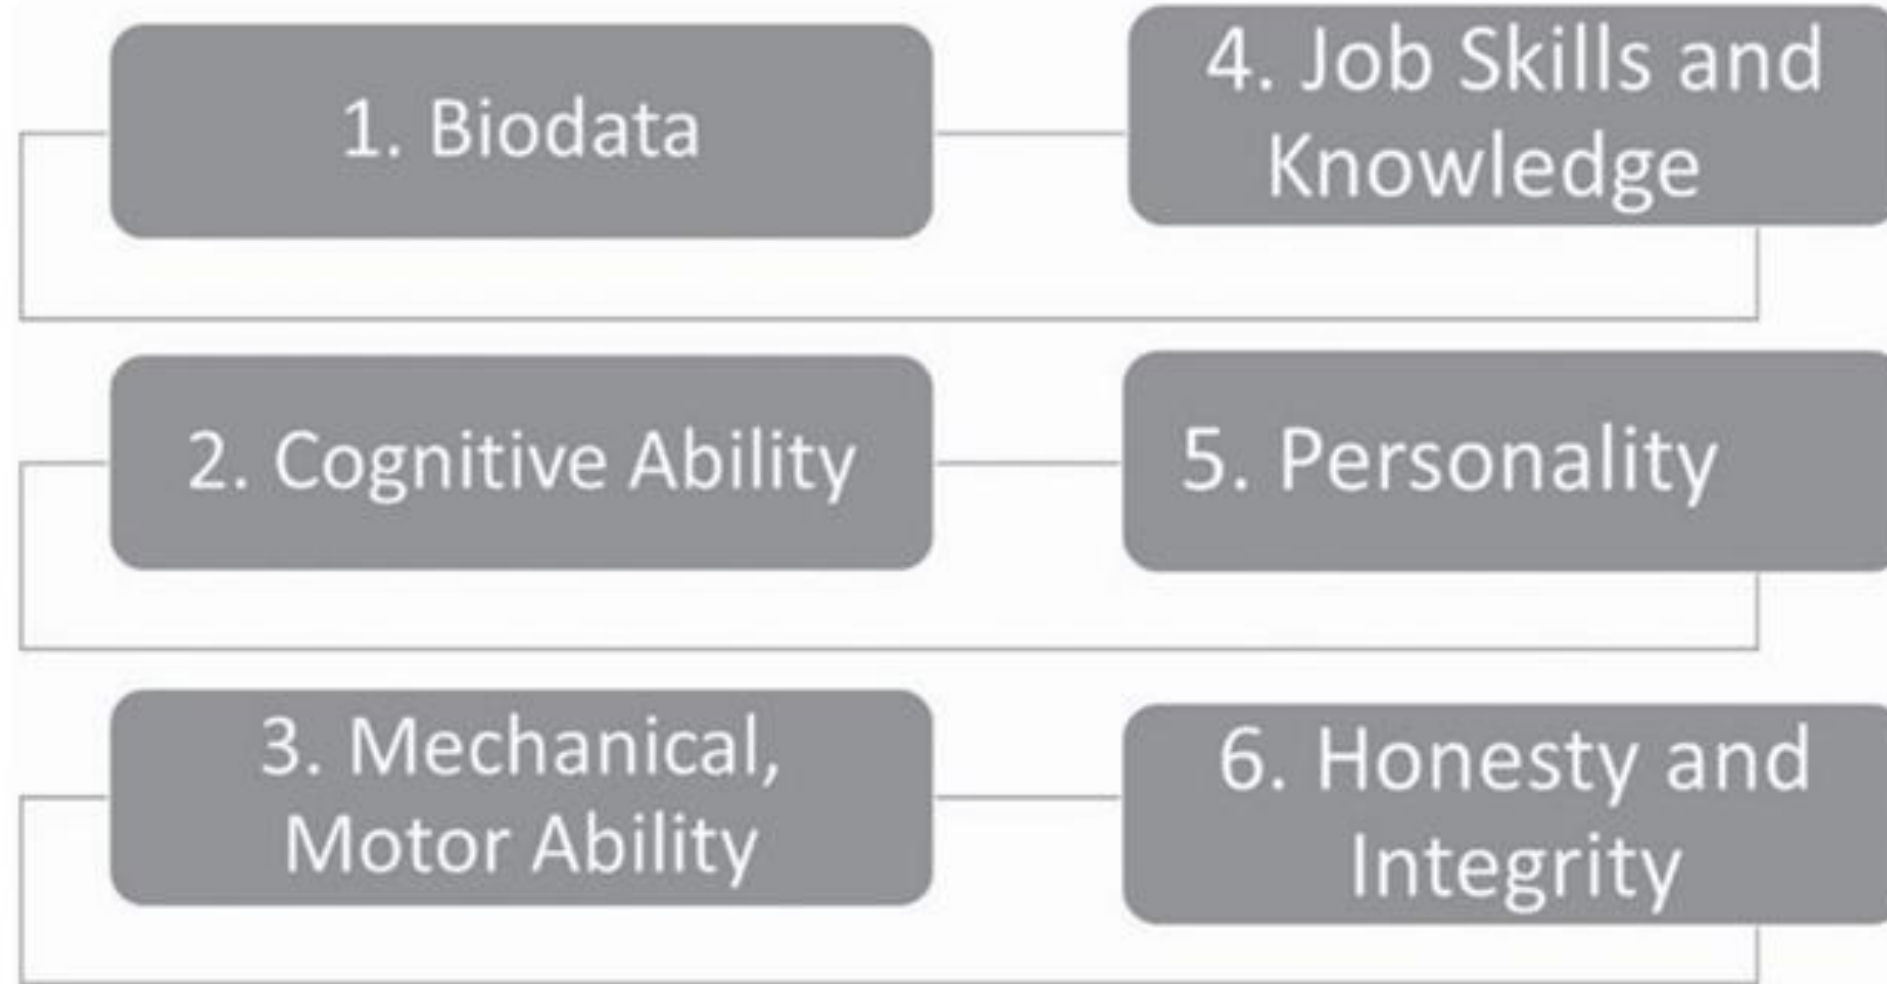 1. Biodata
4. Job Skills and
Knowledge
2. Cognitive Ability
5. Personality
3. Mechanical,
Motor Ability
6. Honesty and
Integrity